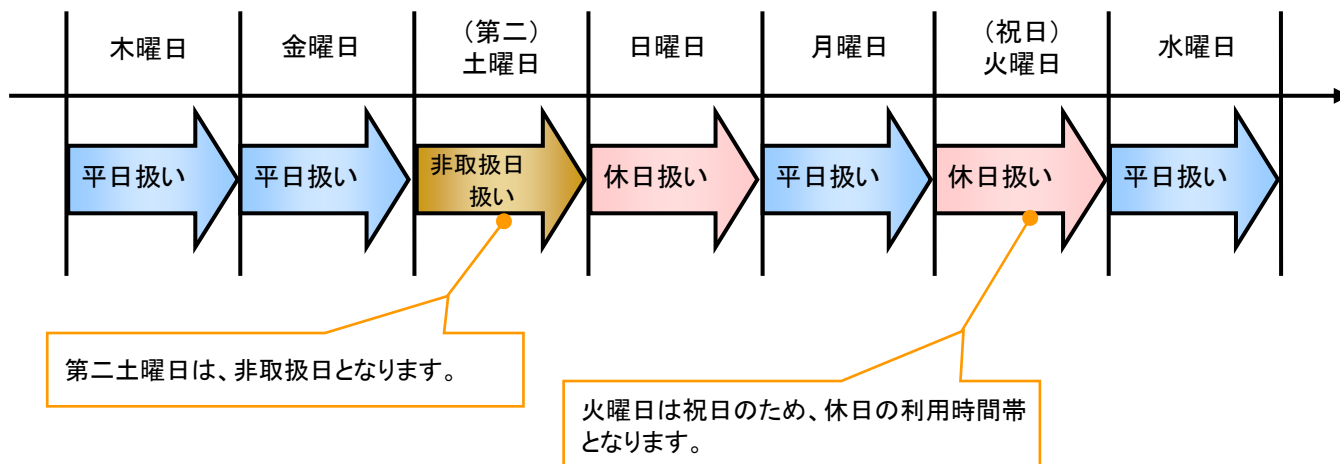 木曜日
金曜日
（第二）
土曜日
日曜日
月曜日
（祝日）
火曜日
水曜日
平日扱い
平日扱い
非取扱日
扱い
休日扱い
平日扱い
休日扱い
平日扱い
第二土曜日は、非取扱日となります。
火曜日は祝日のため、休日の利用時間帯
となります。